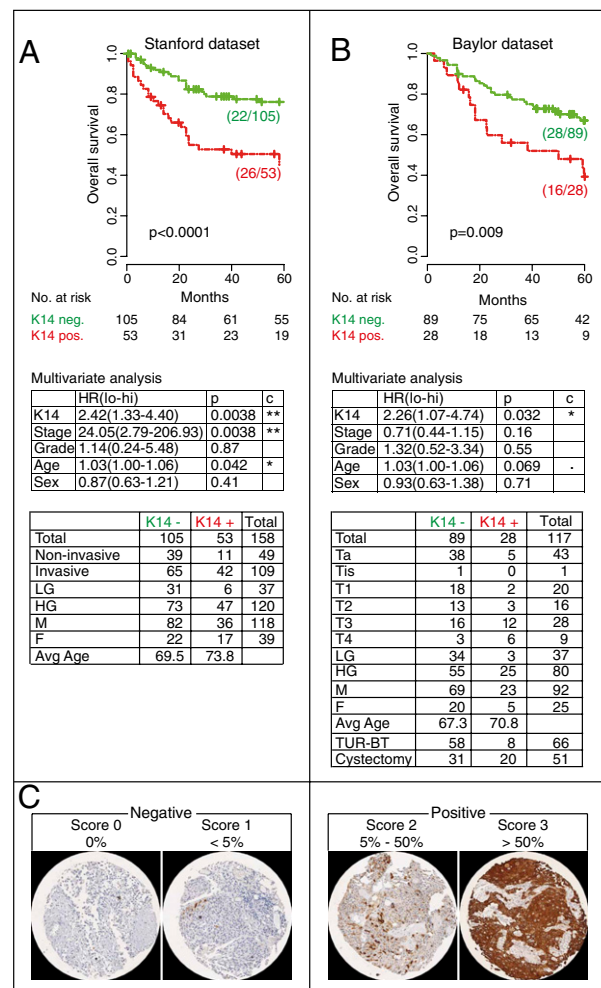 A
Stanford dataset
Overall survival
1.0
0.8
0.6
0.4
0.2
0.0
(22/105)
(26/53)
p<0.0001
0 20 40 60
No. at risk Months
K14 neg. 105 84 61 55
K14 pos. 53 31 23 19
Multivariate analysis
HR(lo-hi) p c
K14 2.42(1.33-4.40) 0.0038 **
Stage 24.05(2.79-206.93) 0.0038 **
Grade 1.14(0.24-5.48) 0.87
Age 1.03(1.00-1.06) 0.042 *
Sex 0.87(0.63-1.21) 0.41
K14 - K14 + Total
Total 105 53 158
Non-invasive 39 11 49
Invasive 65 42 109
LG 31 6 37
HG 73 47 120
M 82 36 118
F 22 17 39
Avg Age 69.5 73.8
B
Baylor dataset
Overall survival
1.0
0.8
0.6
0.4
0.2
0.0
(28/89)
(16/28)
p=0.009
0 20 40 60
No. at risk Months
K14 neg. 89 75 65 42
K14 pos. 28 18 13 9
Multivariate analysis
HR(lo-hi) p c
K14 2.26(1.07-4.74) 0.032 *
Stage 0.71(0.44-1.15) 0.16
Grade 1.32(0.52-3.34) 0.55
Age 1.03(1.00-1.06) 0.069 .
Sex 0.93(0.63-1.38) 0.71
K14 - K14 + Total
Total 89 28 117
Ta 38 5 43
Tis 1 0 1
T1 18 2 20
T2 13 3 16
T3 16 12 28
T4 3 6 9
LG 34 3 37
HG 55 25 80
M 69 23 92
F 20 5 25
Avg Age 67.3 70.8
TUR-BT 58 8 66
Cystectomy 31 20 51
C
Negative
Score 0 Score 1
0% < 5%
Positive
Score 2 Score 3
5% - 50% > 50%